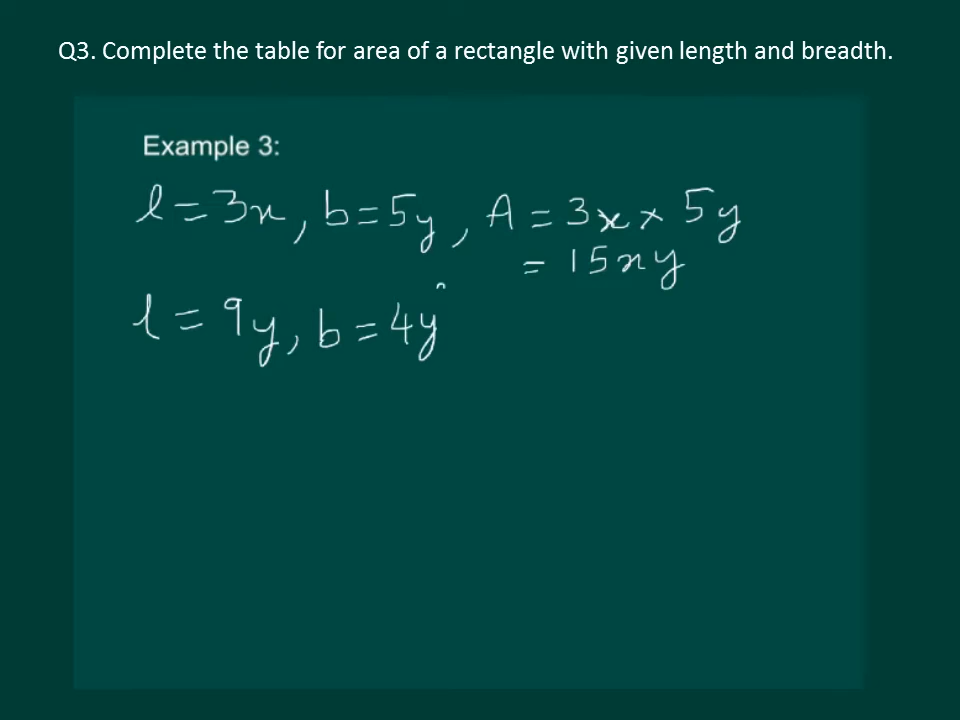 Q3. Complete the table for area of a rectangle with given length and breadth.
Example 3:
l = 3x, b = 5y, A = 3x × 5y
= 15xy
l = 9y, b = 4y